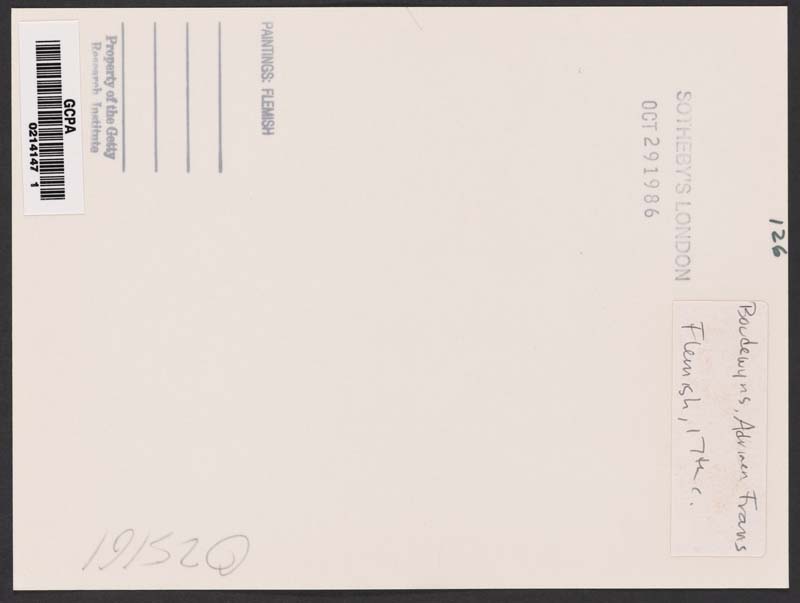 126
Boudewyns, Adriaen Frans
Flemish, 17th c.
SOTHEBY'S LONDON
OCT 29 1986
PAINTINGS: FLEMISH
Property of the Getty
Research Institute
GCPA
0214147 1